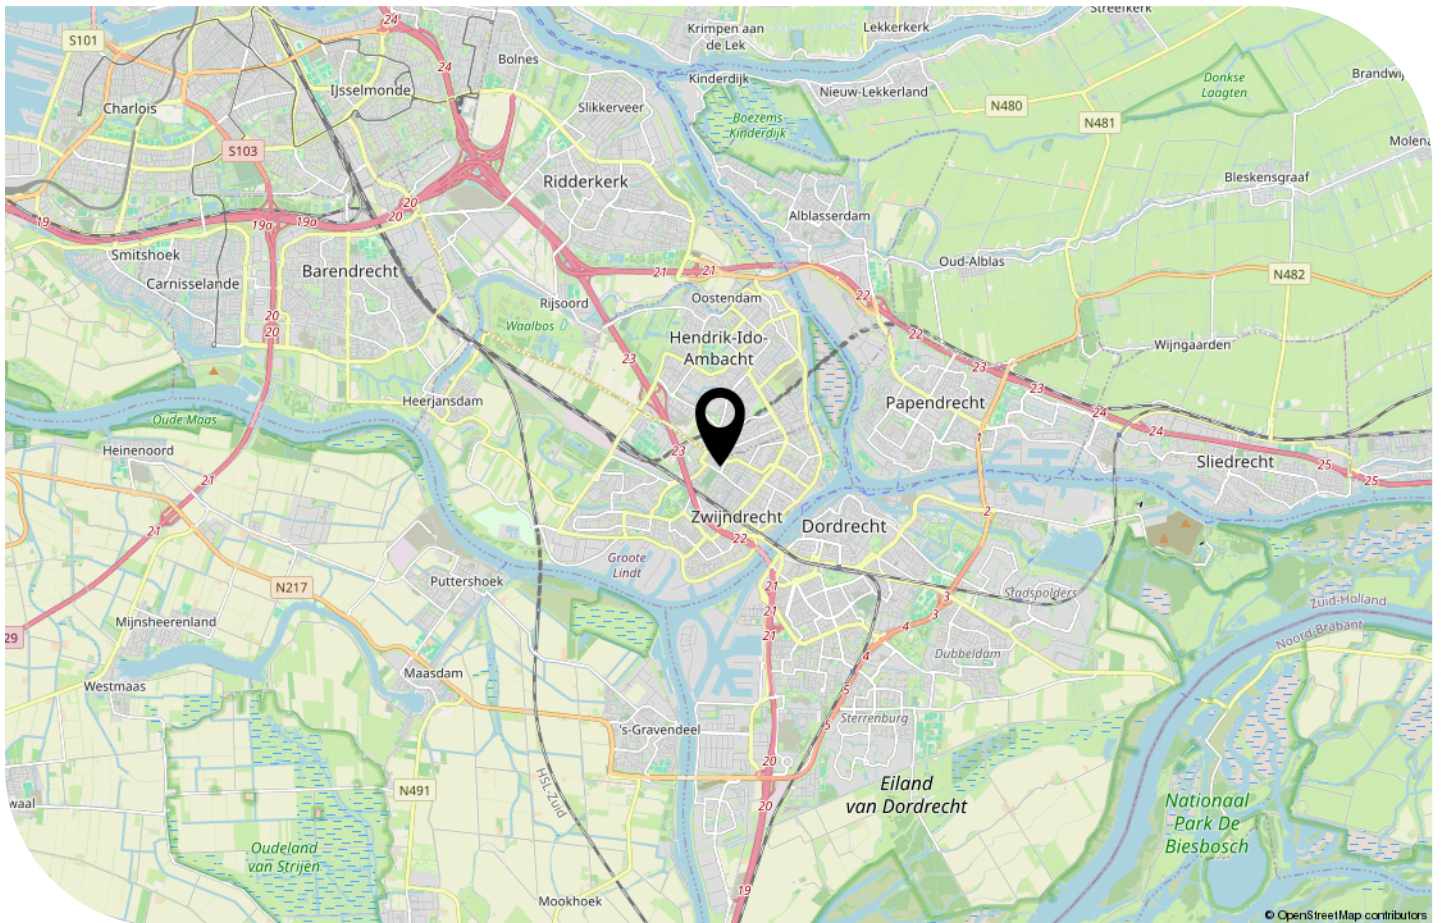 Streefkerk
24
Krimpen aan
de Lek
Lekkerkerk
S101
Bolnes
24
Kinderdijk
Donkse
Laagten
IJsselmonde
Nieuw-Lekkerland
Charlois
Slikkerveer
N480
N481
Boezems
Kinderdijk
S103
Ridderkerk
Bleskensgraaf
20
20
19
19a
19a
Alblasserdam
Smitshoek
Barendrecht
Oud-Alblas
Carnisselande
21
21
N482
Rijsoord
Oostendam
22
20
20
Waalbos
Hendrik-Ido-
Ambacht
22
Wijngaarden
23
23
23
Heerjansdam
Papendrecht
24
24
Oude Maas
1
Heinenoord
23
Sliedrecht
25
25
21
21
2
Zwijndrecht
Dordrecht
22
Groote
Lindt
Puttershoek
N217
21
21
21
Stadspolders
3
3
4
4
Zuid-Holland
Noord-Brabant
Mijnsheerenland
29
Dubbeldam
Maasdam
Westmaas
5
5
Sterrenburg
's-Gravendeel
20
20
HSL-Zuid
N491
Eiland
van Dordrecht
Nationaal
Park De
Biesbosch
Oudeland
van Strijen
19
Mookhoek
© OpenStreetMap contributors